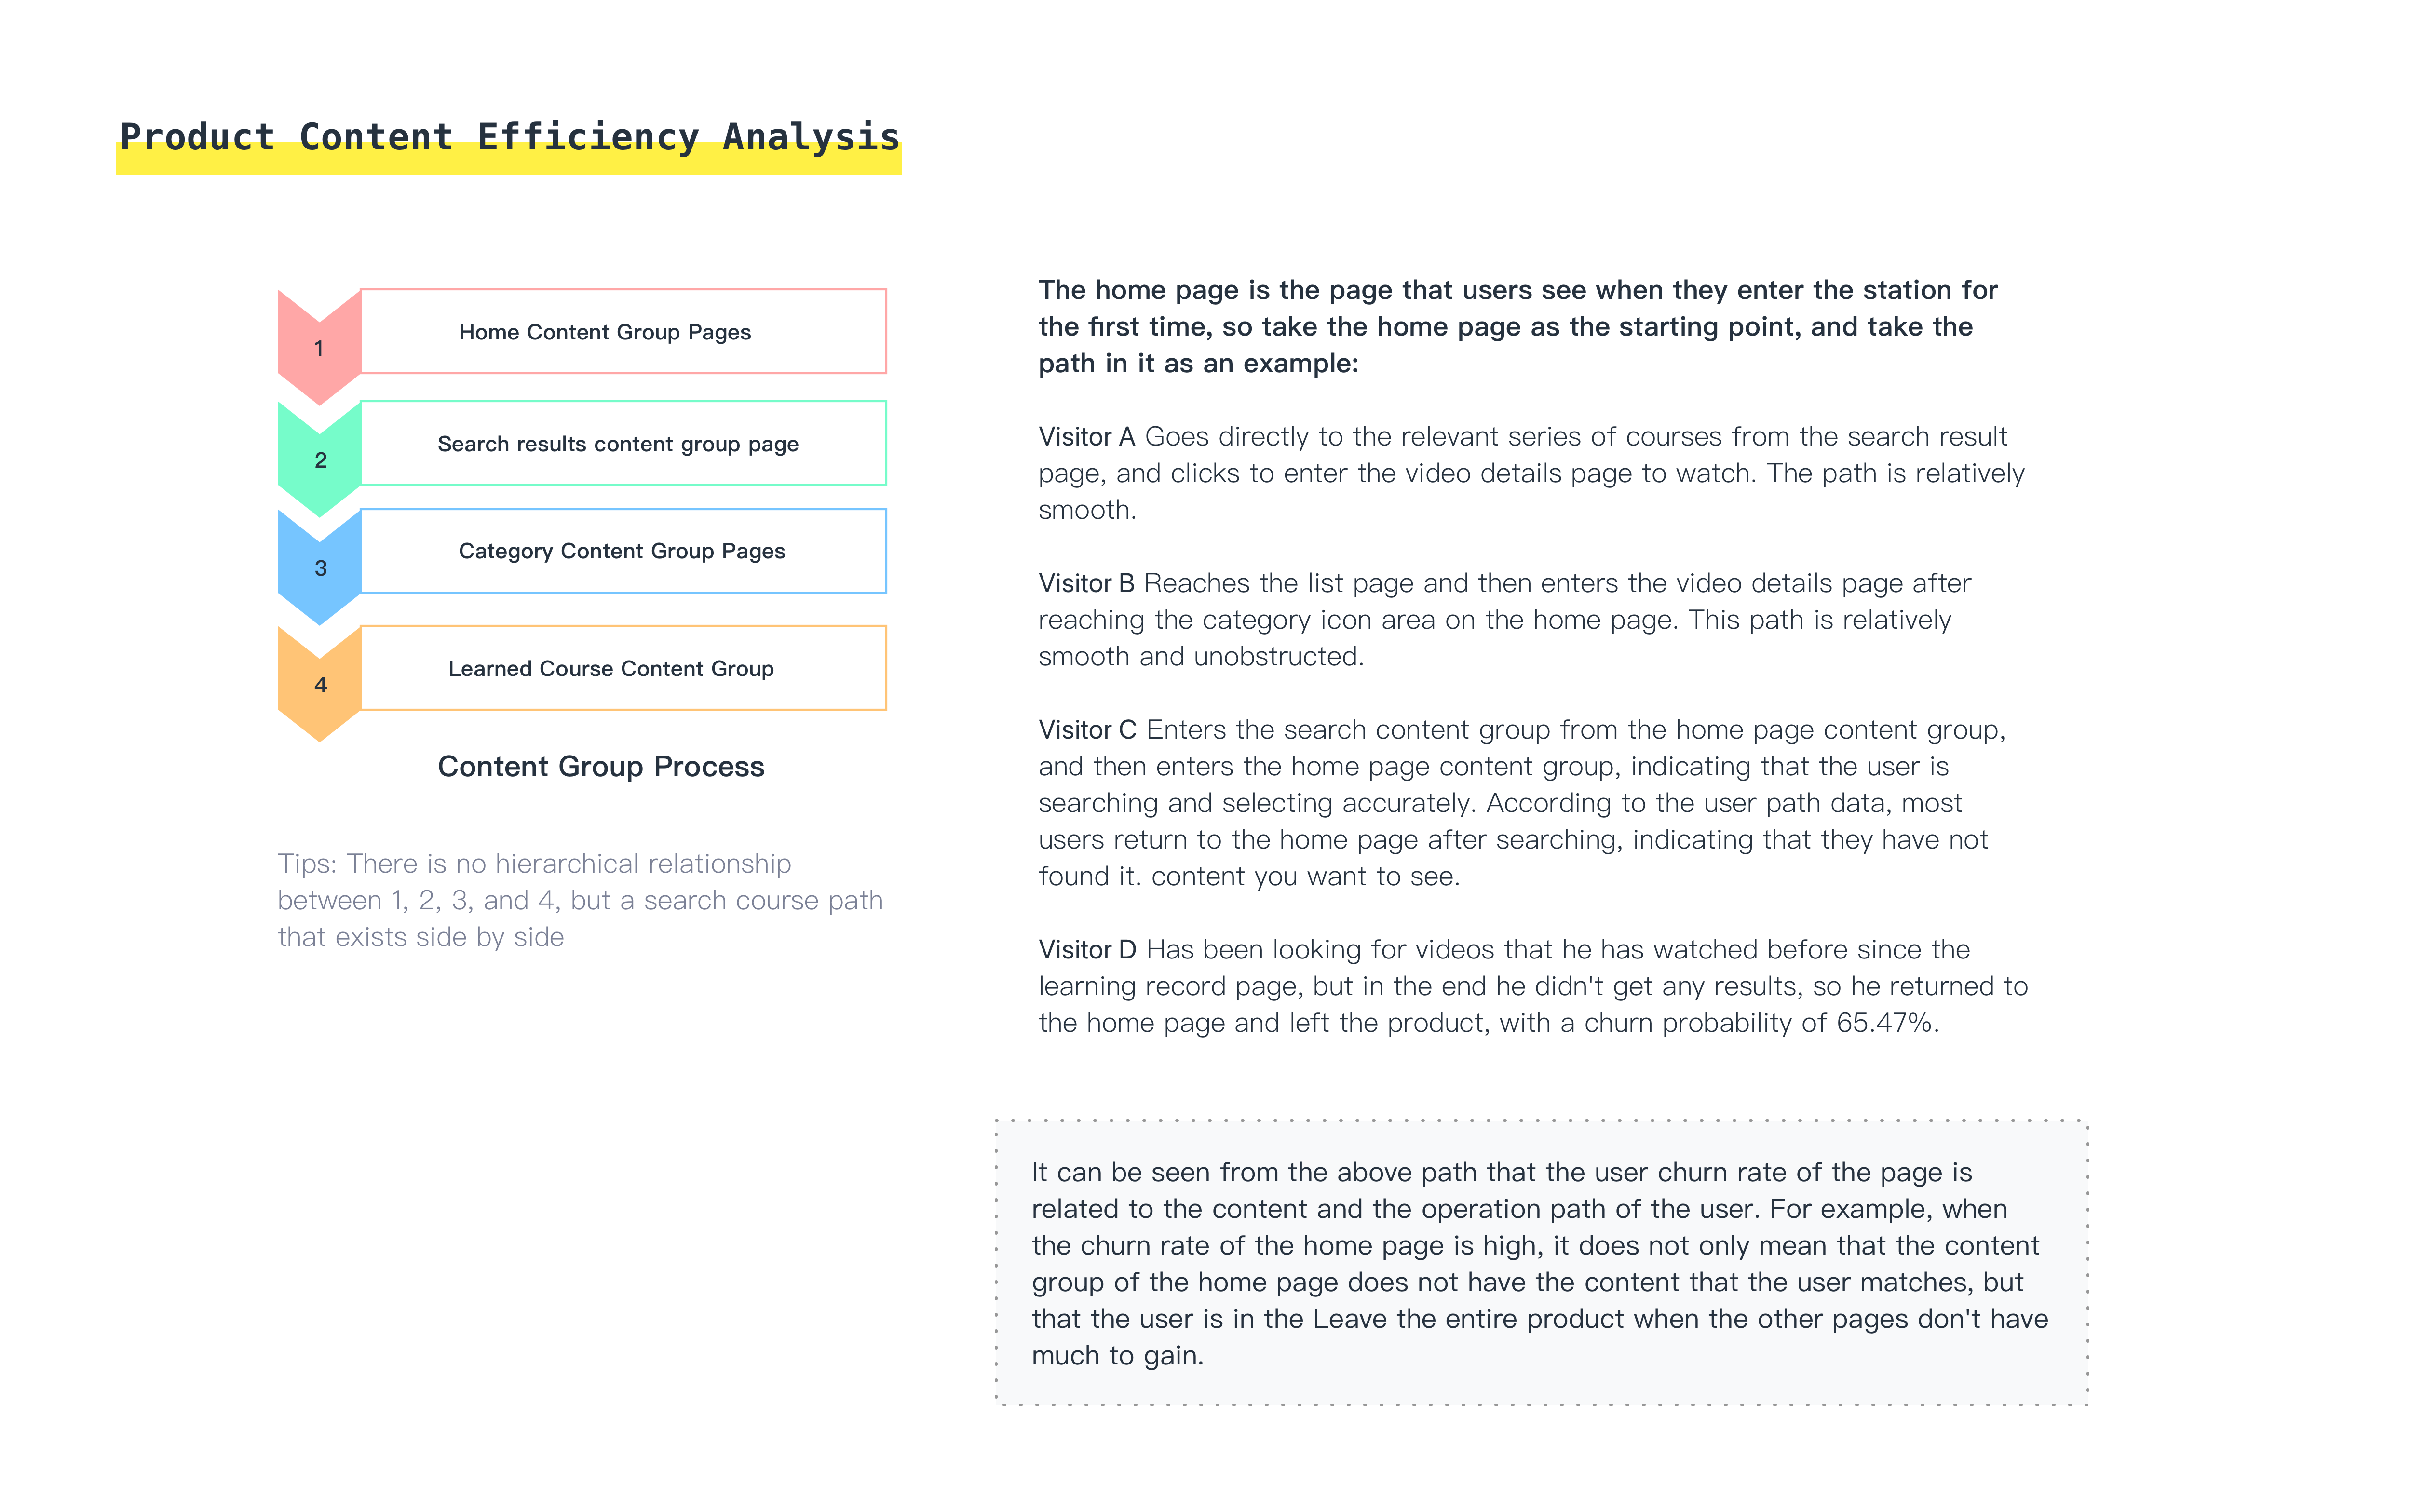 Product Content Efficiency Analysis
1
Home Content Group Pages
2
Search results content group page
3
Category Content Group Pages
4
Learned Course Content Group
Content Group Process
Tips: There is no hierarchical relationship
between 1, 2, 3, and 4, but a search course path
that exists side by side
The home page is the page that users see when they enter the station for
the first time, so take the home page as the starting point, and take the
path in it as an example:
Visitor A Goes directly to the relevant series of courses from the search result
page, and clicks to enter the video details page to watch. The path is relatively
smooth.
Visitor B Reaches the list page and then enters the video details page after
reaching the category icon area on the home page. This path is relatively
smooth and unobstructed.
Visitor C Enters the search content group from the home page content group,
and then enters the home page content group, indicating that the user is
searching and selecting accurately. According to the user path data, most
users return to the home page after searching, indicating that they have not
found it. content you want to see.
Visitor D Has been looking for videos that he has watched before since the
learning record page, but in the end he didn't get any results, so he returned to
the home page and left the product, with a churn probability of 65.47%.
It can be seen from the above path that the user churn rate of the page is
related to the content and the operation path of the user. For example, when
the churn rate of the home page is high, it does not only mean that the content
group of the home page does not have the content that the user matches, but
that the user is in the Leave the entire product when the other pages don't have
much to gain.